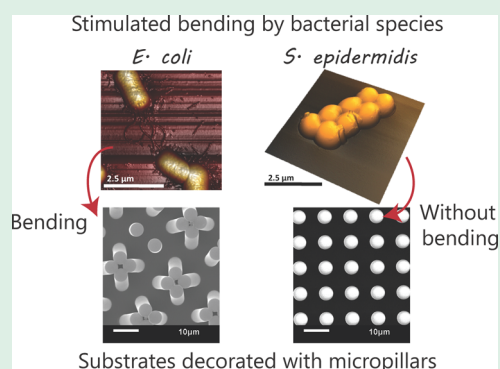 Stimulated bending by bacterial species
E. coli
S. epidermidis
2.5 µm
2.5 µm
Bending
Without
bending
10µm
10µm
Substrates decorated with micropillars